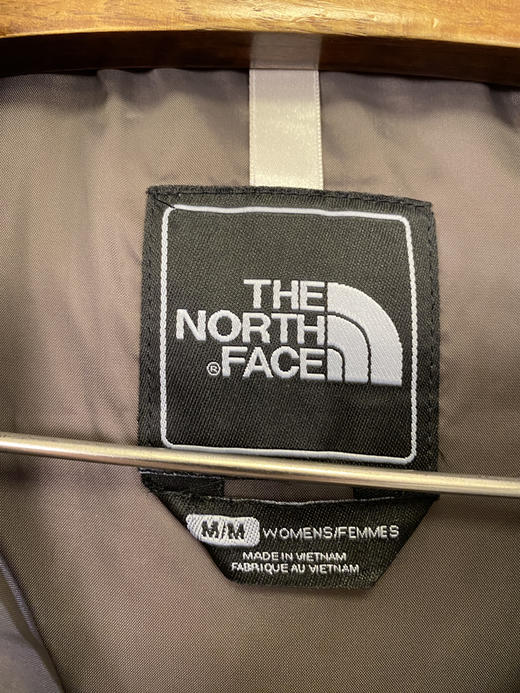 THE
NORTH
®FACE
M/M WOMENS/FEMMES
MADE IN VIETNAM
FABRIQUE AU VIETNAM